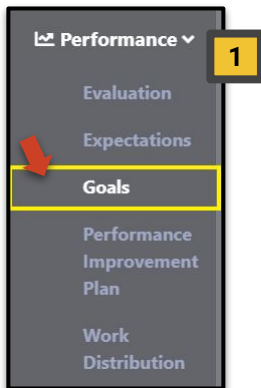 Performance
1
Evaluation
Expectations
Goals
Performance
Improvement
Plan
Work
Distribution